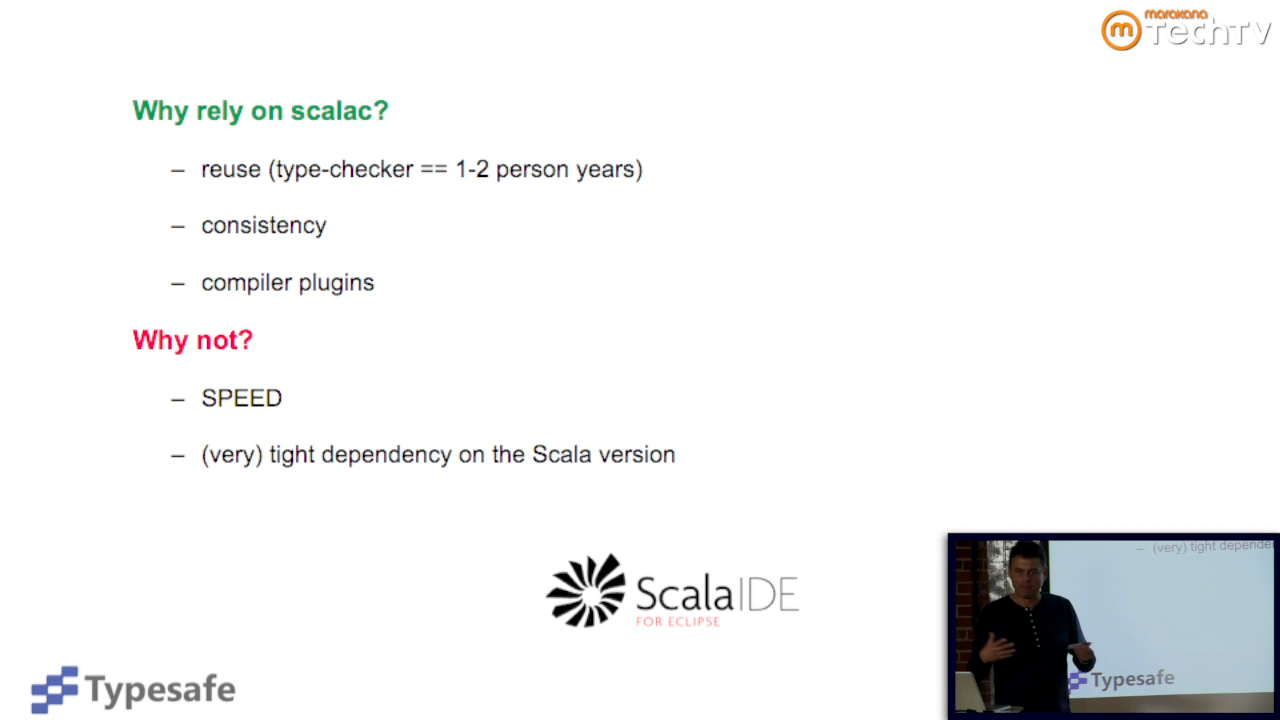 marakana
TechTV
Why rely on scalac?
– reuse (type-checker == 1-2 person years)
– consistency
– compiler plugins
Why not?
– SPEED
– (very) tight dependency on the Scala version
ScalaIDE
FOR ECLIPSE
Typesafe
– (very) tight depende
Typesafe